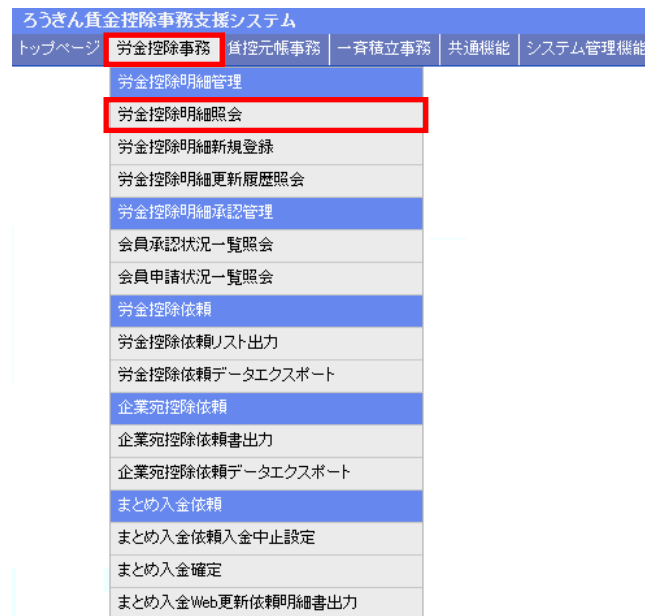 ろうきん賃金控除事務支援システム
トップページ 労金控除事務 賃控元帳事務 一斉積立事務 共通機能 システム管理機能
労金控除明細管理
労金控除明細照会
労金控除明細新規登録
労金控除明細更新履歴照会
労金控除明細承認管理
会員承認状況一覧照会
会員申請状況一覧照会
労金控除依頼
労金控除依頼リスト出力
労金控除依頼データエクスポート
企業宛控除依頼
企業宛控除依頼書出力
企業宛控除依頼データエクスポート
まとめ入金依頼
まとめ入金依頼入金中止設定
まとめ入金確定
まとめ入金Web更新依頼明細書出力